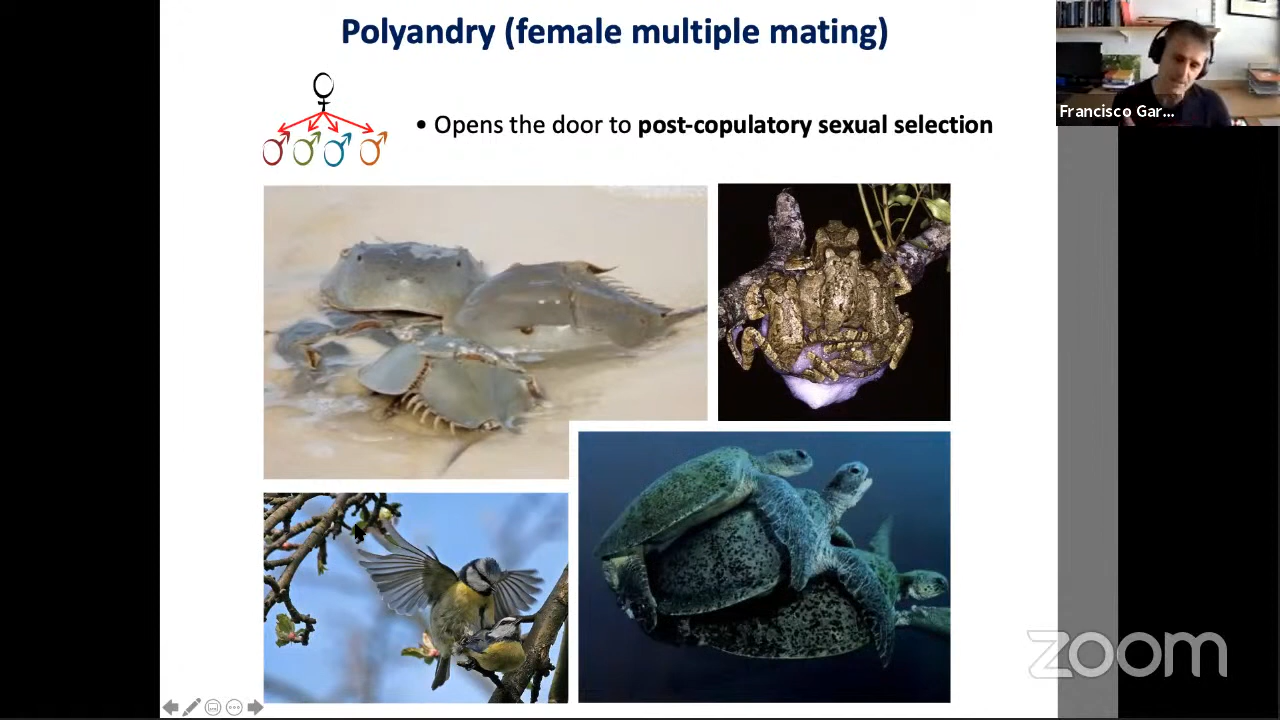 Polyandry (female multiple mating)
• Opens the door to post-copulatory sexual selection
Francisco Gar...
zoom